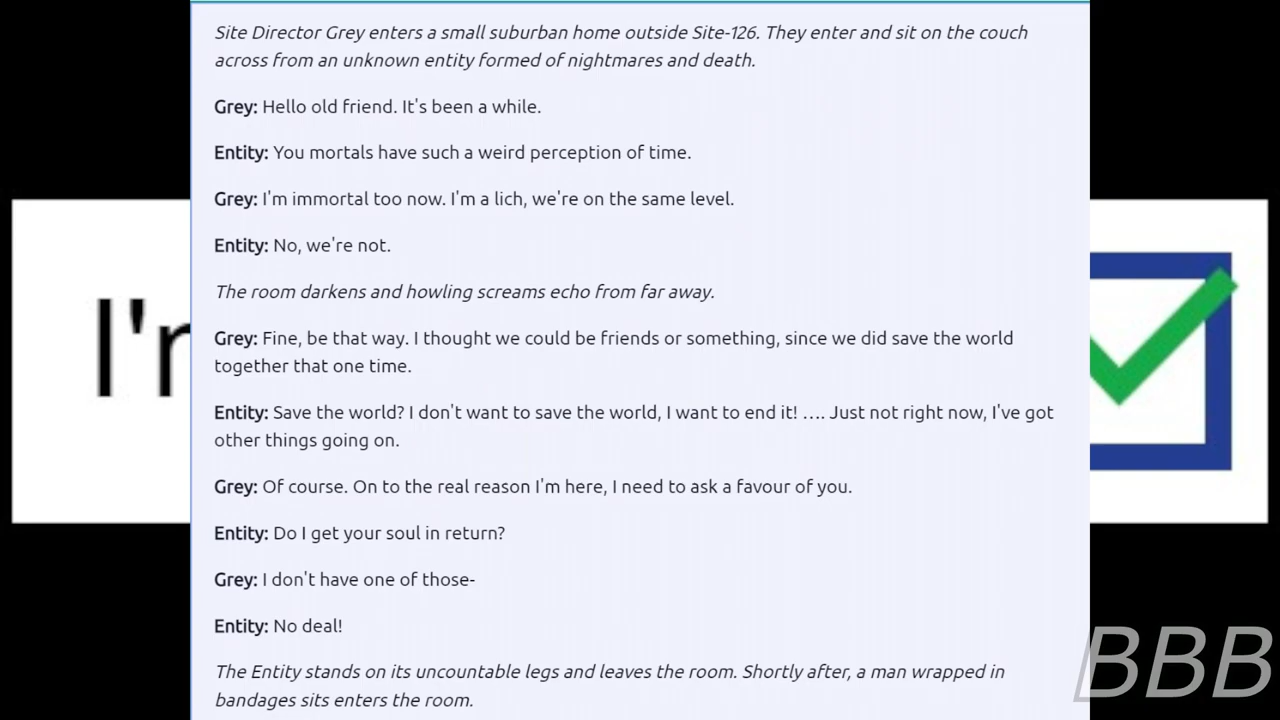 Site Director Grey enters a small suburban home outside Site-126. They enter and sit on the couch
across from an unknown entity formed of nightmares and death.
Grey: Hello old friend. It's been a while.
Entity: You mortals have such a weird perception of time.
Grey: I'm immortal too now. I'm a lich, we're on the same level.
Entity: No, we're not.
The room darkens and howling screams echo from far away.
Grey: Fine, be that way. I thought we could be friends or something, since we did save the world
together that one time.
Entity: Save the world? I don't want to save the world, I want to end it! .... Just not right now, I've got
other things going on.
Grey: Of course. On to the real reason I'm here, I need to ask a favour of you.
Entity: Do I get your soul in return?
Grey: I don't have one of those-
Entity: No deal!
The Entity stands on its uncountable legs and leaves the room. Shortly after, a man wrapped in
bandages sits enters the room.
BBB